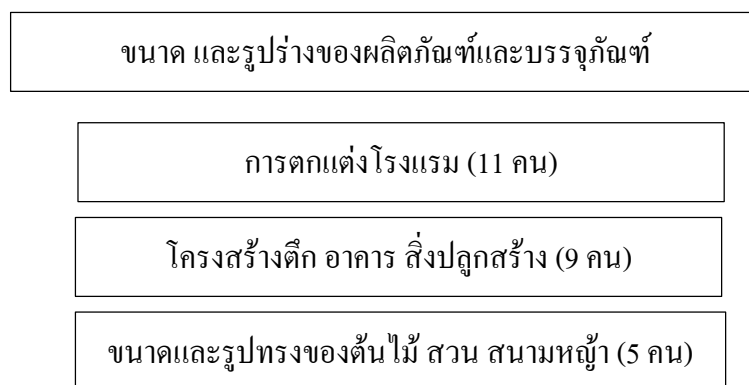 ขนาด และรูปร่างของผลิตภัณฑ์และบรรจุภัณฑ์
การตกแต่งโรงแรม (11 คน)
โครงสร้างตึก อาคาร สิ่งปลูกสร้าง (9 คน)
ขนาดและรูปทรงของต้นไม้ สวน สนามหญ้า (5 คน)